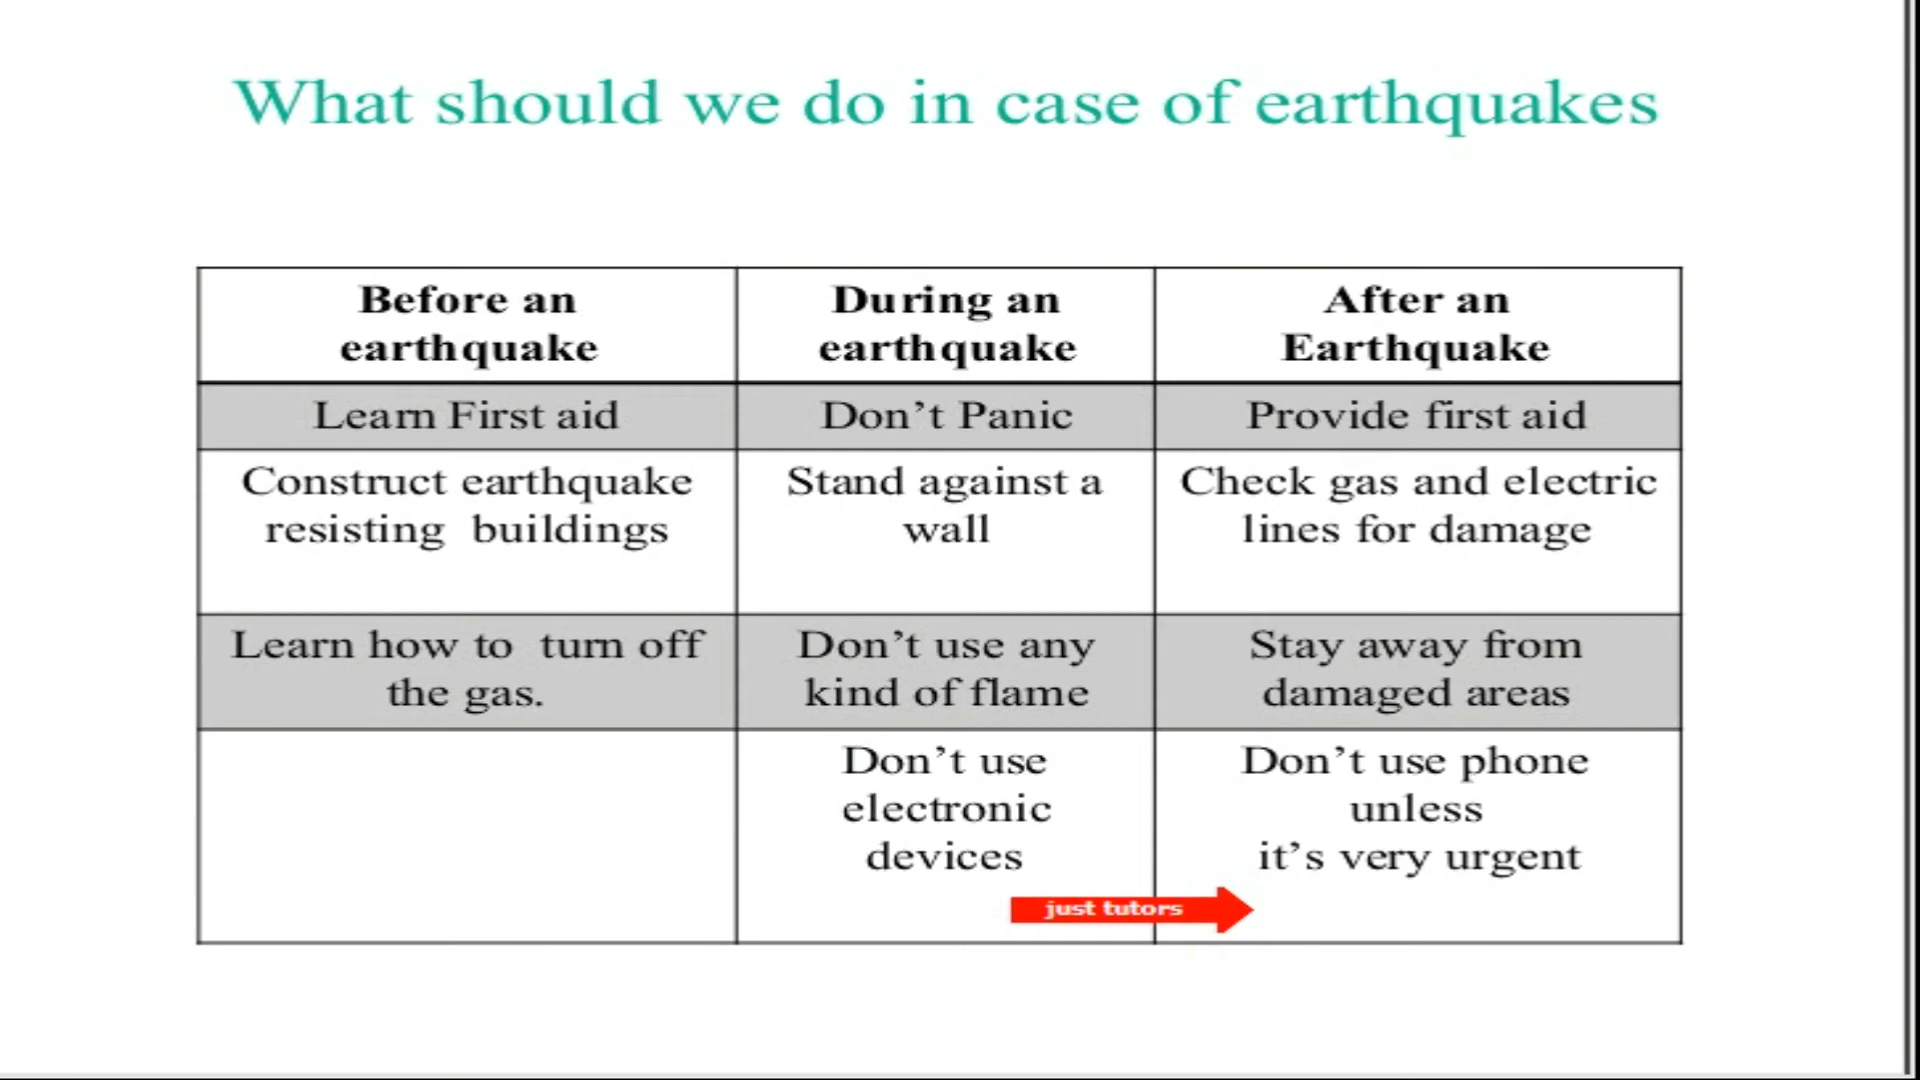 What should we do in case of earthquakes
Before an
earthquake
During an
earthquake
After an
Earthquake
Learn First aid
Don’t Panic
Provide first aid
Construct earthquake
resisting buildings
Stand against a
wall
Check gas and electric
lines for damage
Learn how to turn off
the gas.
Don’t use any
kind of flame
Stay away from
damaged areas
Don’t use
electronic
devices
Don’t use phone
unless
it’s very urgent
just tutors